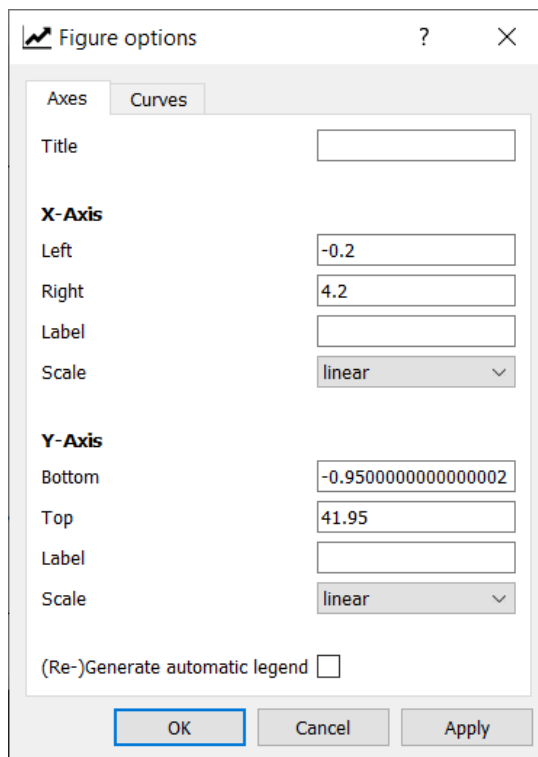 Figure options ?
Axes Curves
Title
X-Axis
Left -0.2
Right 4.2
Label
Scale linear
Y-Axis
Bottom -0.9500000000000002
Top 41.95
Label
Scale linear
(Re-)Generate automatic legend
OK Cancel Apply